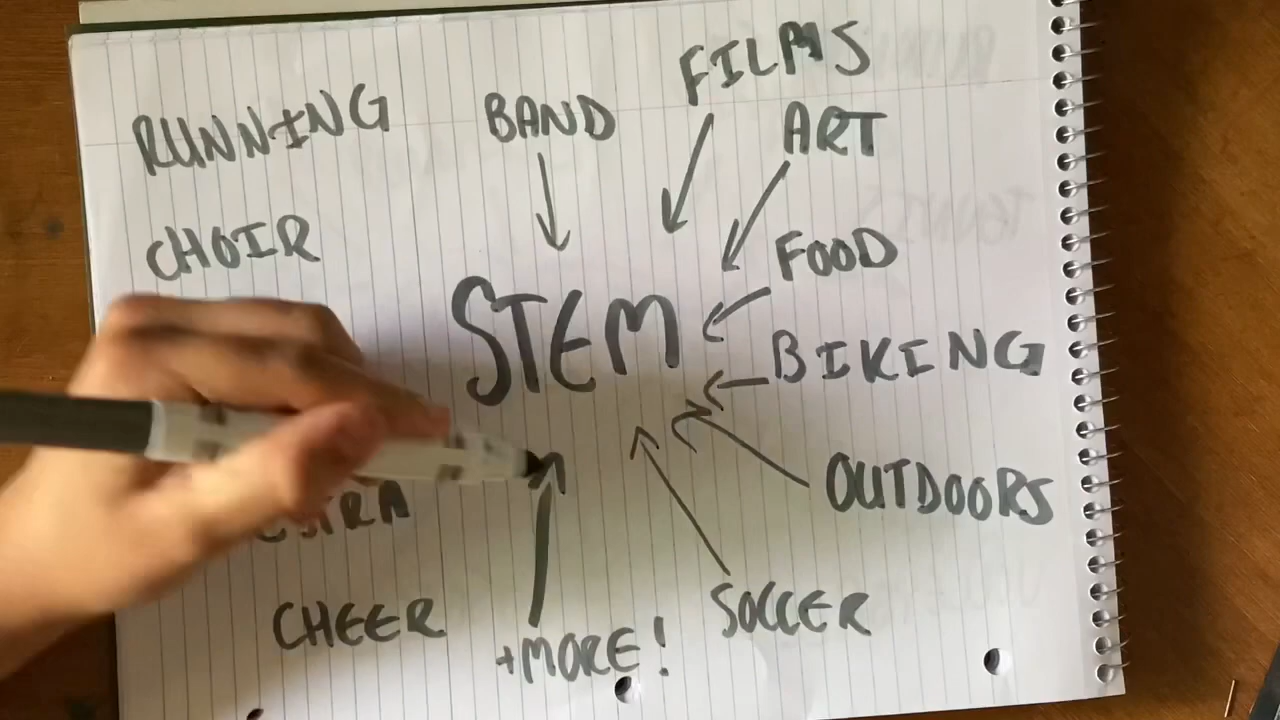 FILMS
RUNNING
BAND
ART
CHOIR
FOOD
STEM
BIKING
OUTDOORS
CHEER
SOCCER
+MORE!